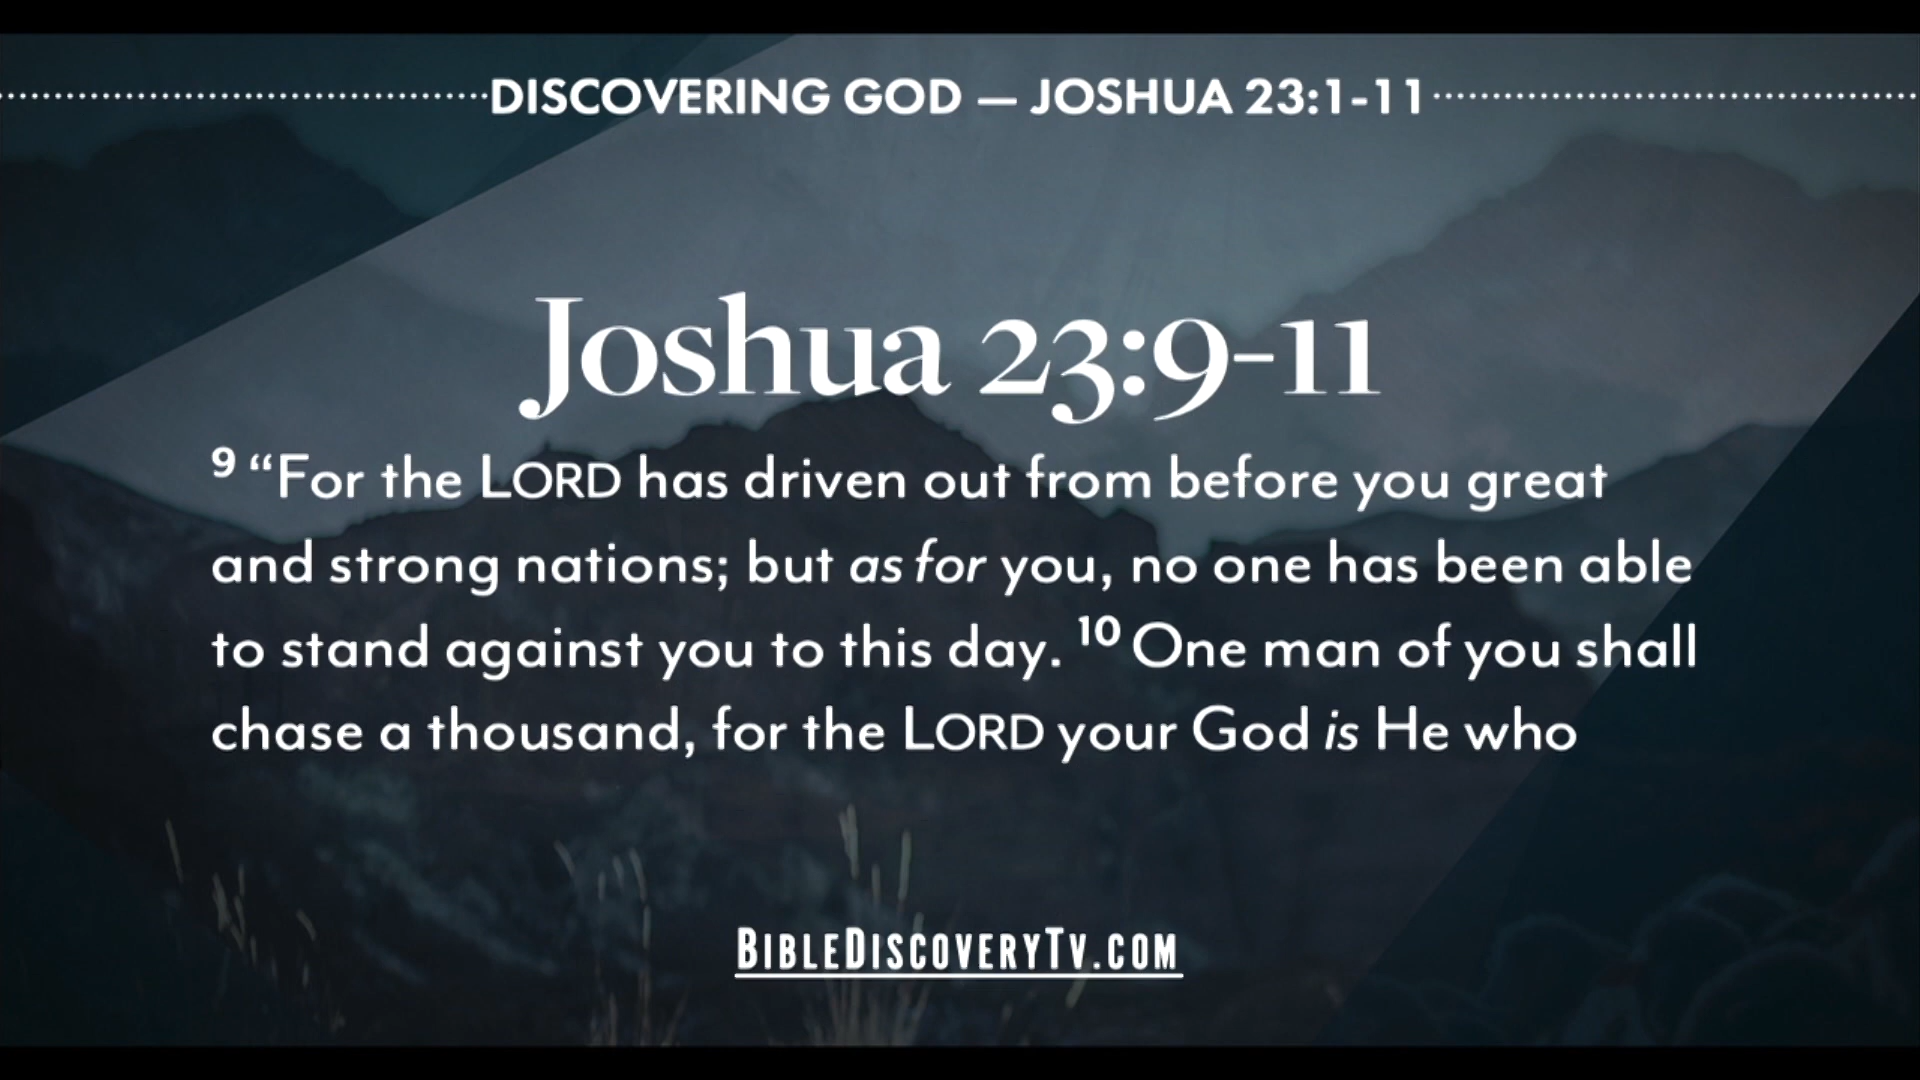 DISCOVERING GOD — JOSHUA 23:1-11
Joshua 23:9-11
9 “For the LORD has driven out from before you great
and strong nations; but as for you, no one has been able
to stand against you to this day. 10 One man of you shall
chase a thousand, for the LORD your God is He who
BIBLEDISCOVERYTV.COM